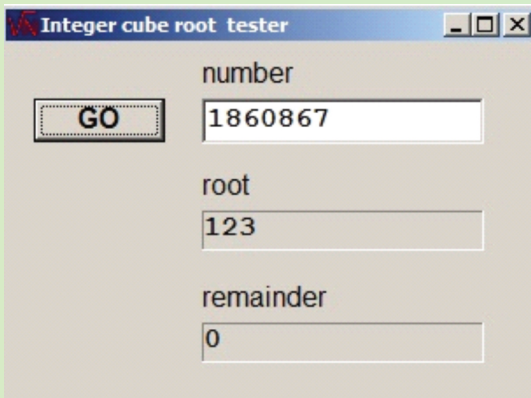 Integer cube root tester
number
GO
1860867
root
123
remainder
0